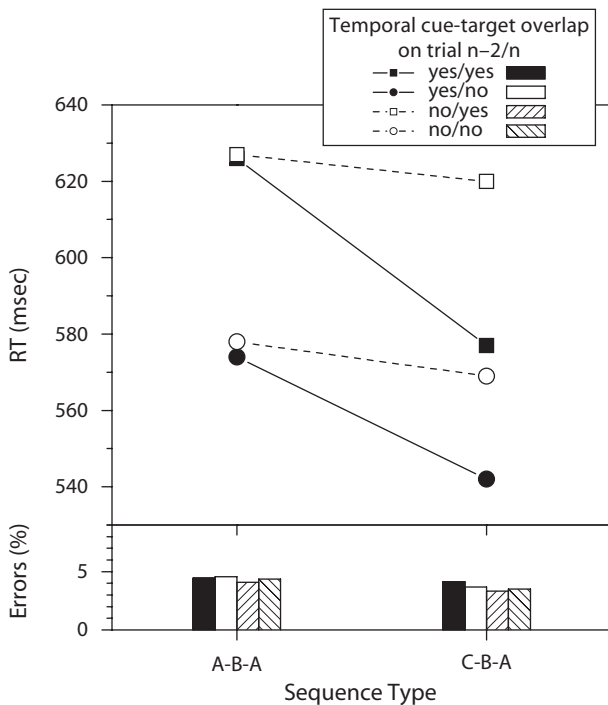 Temporal cue-target overlap
on trial n–2/n
yes/yes
yes/no
no/yes
no/no
640
620
600
580
560
540
RT (msec)
5
0
Errors (%)
A-B-A
C-B-A
Sequence Type